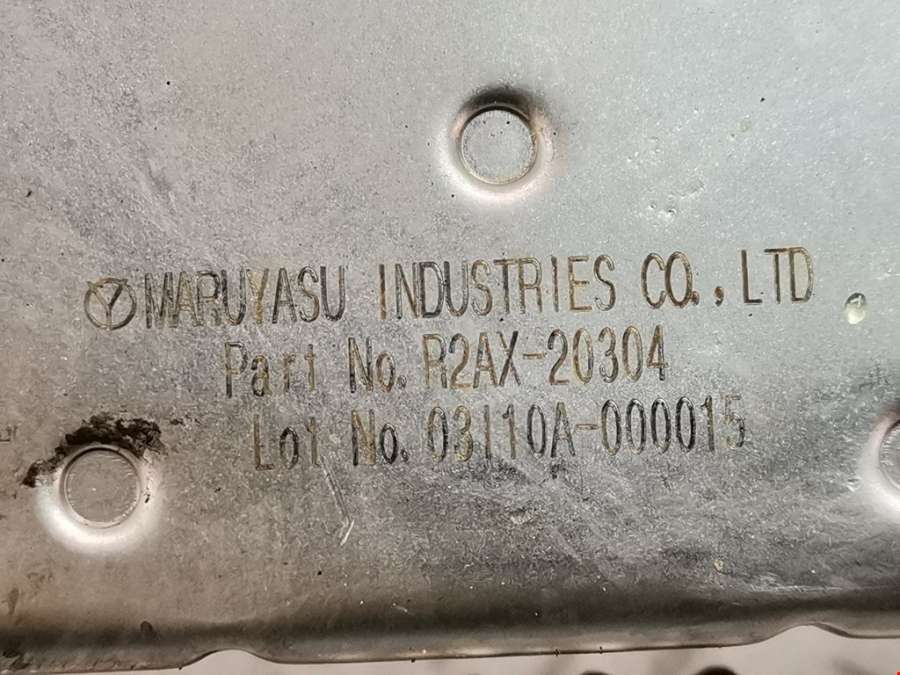 MARUYASU INDUSTRIES CO., LTD
Part No. R2AX-20304
Lot No. 03110A-000015